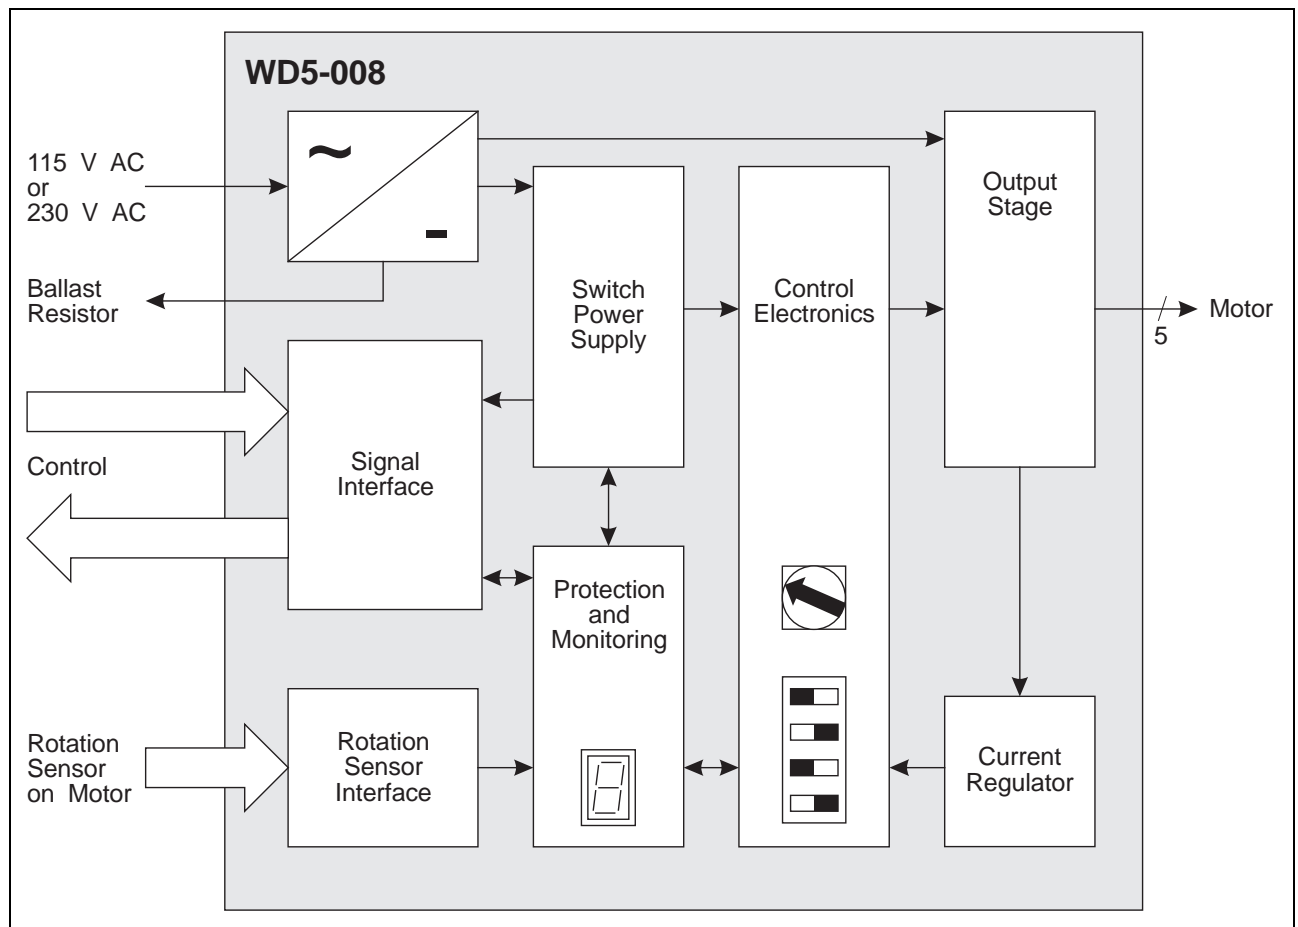 WD5-008
115 V AC
or
230 V AC
Ballast
Resistor
Control
Rotation
Sensor
on Motor
Signal
Interface
Rotation
Sensor
Interface
Switch
Power
Supply
Protection
and
Monitoring
Control
Electronics
Output
Stage
Current
Regulator
5
Motor